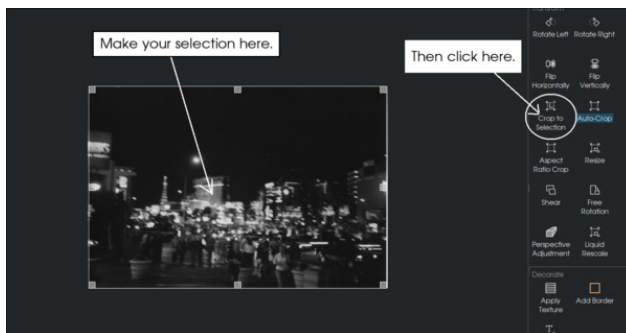 Transform
Rotate Left Rotate Right
Make your selection here.
Then click here.
Flip Horizontally
Flip Vertically
Crop to Selection
Auto-Crop
Aspect Ratio Crop
Resize
Shear
Free Rotation
Perspective Adjustment
Liquid Rescale
Decorate
Apply Texture
Add Border